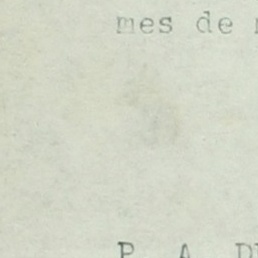 mes de
P. A.